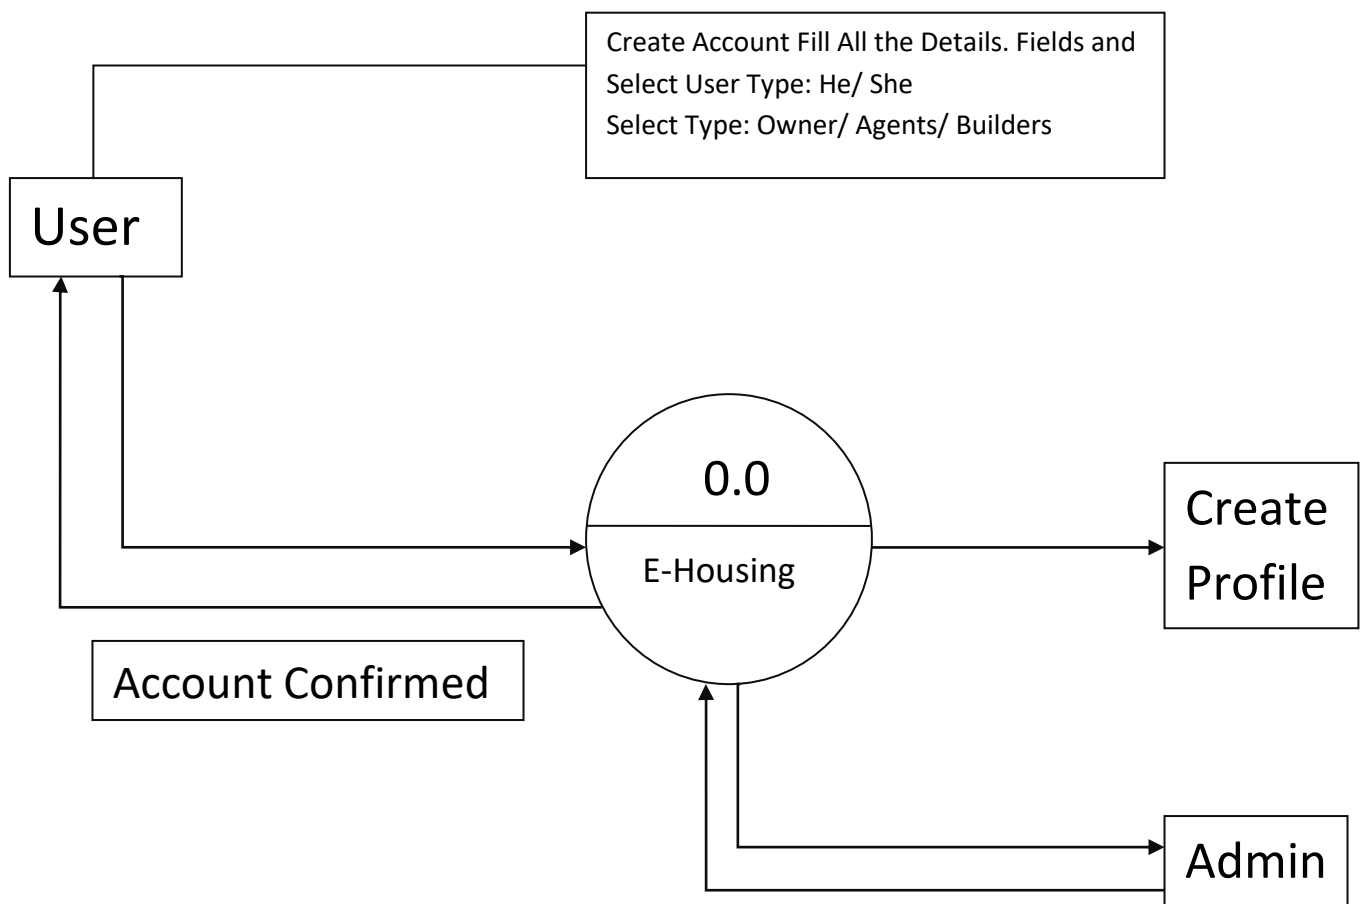 Create Account Fill All the Details. Fields and
Select User Type: He/ She
Select Type: Owner/ Agents/ Builders
User
0.0
E-Housing
Create
Profile
Account Confirmed
Admin